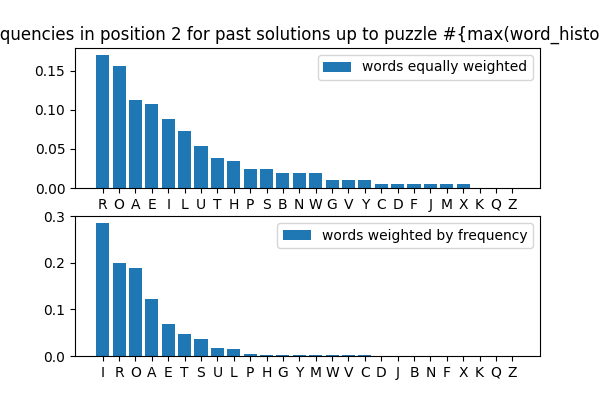 quencies in position 2 for past solutions up to puzzle #{max(word_histo
words equally weighted
0.15
0.10
0.05
0.00
R O A E I L U T H P S B N W G V Y C D F J M X K Q Z
words weighted by frequency
0.3
0.2
0.1
0.0
I R O A E T S U L P H G Y M W V C D J B N F X K Q Z